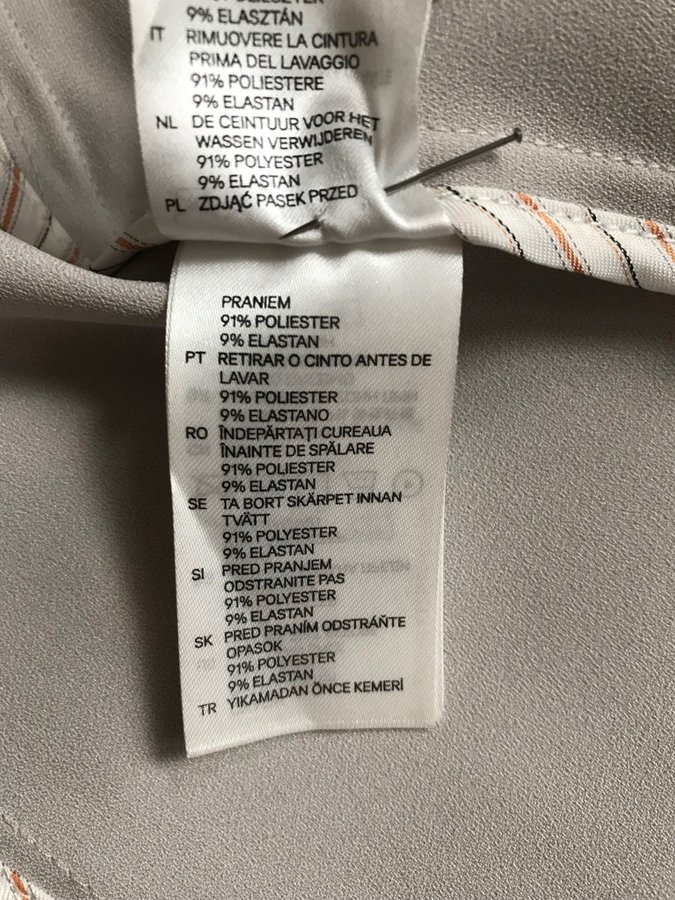 9% ELASZTÁN
IT RIMUOVERE LA CINTURA
PRIMA DEL LAVAGGIO
91% POLIESTERE
9% ELASTAN
NL DE CEINTUUR VOOR HET
WASSEN VERWIJDEREN
91% POLYESTER
9% ELASTAN
PL ZDJĄĆ PASEK PRZED
PRANIEM
91% POLIESTER
9% ELASTAN
PT RETIRAR O CINTO ANTES DE
LAVAR
91% POLIESTER
9% ELASTANO
RO ÎNDEPĂRTAȚI CUREAUA
ÎNAINTE DE SPĂLARE
91% POLIESTER
9% ELASTAN
SE TA BORT SKÄRPET INNAN
TVÄTT
91% POLYESTER
9% ELASTAN
SI PRED PRANJEM
ODSTRANITE PAS
91% POLYESTER
9% ELASTAN
SK PRED PRANÍM ODSTRÁŇTE
OPASOK
91% POLYESTER
9% ELASTAN
TR YIKAMADAN ÖNCE KEMERİ